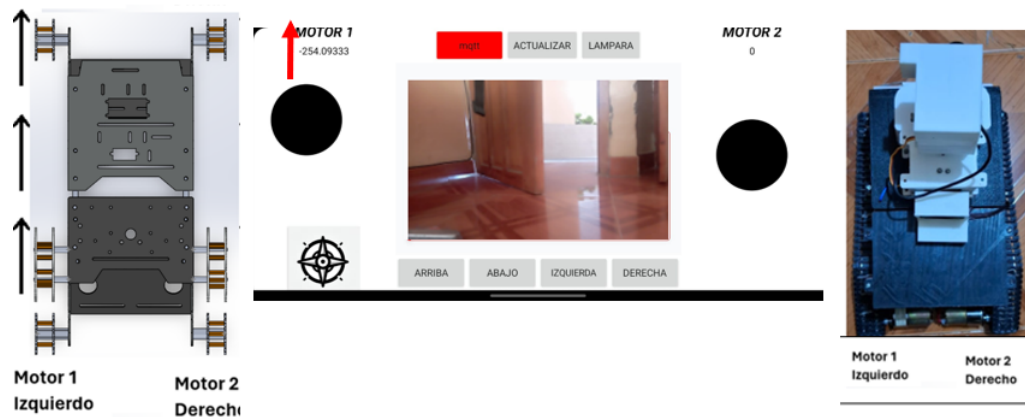 MOTOR 1
-254.09333
mqtt
ACTUALIZAR
LAMPARA
MOTOR 2
0
ARRIBA
ABAJO
IZQUIERDA
DERECHA
Motor 1
Izquierdo
Motor 2
Derecho
Motor 1
Izquierdo
Motor 2
Derecho